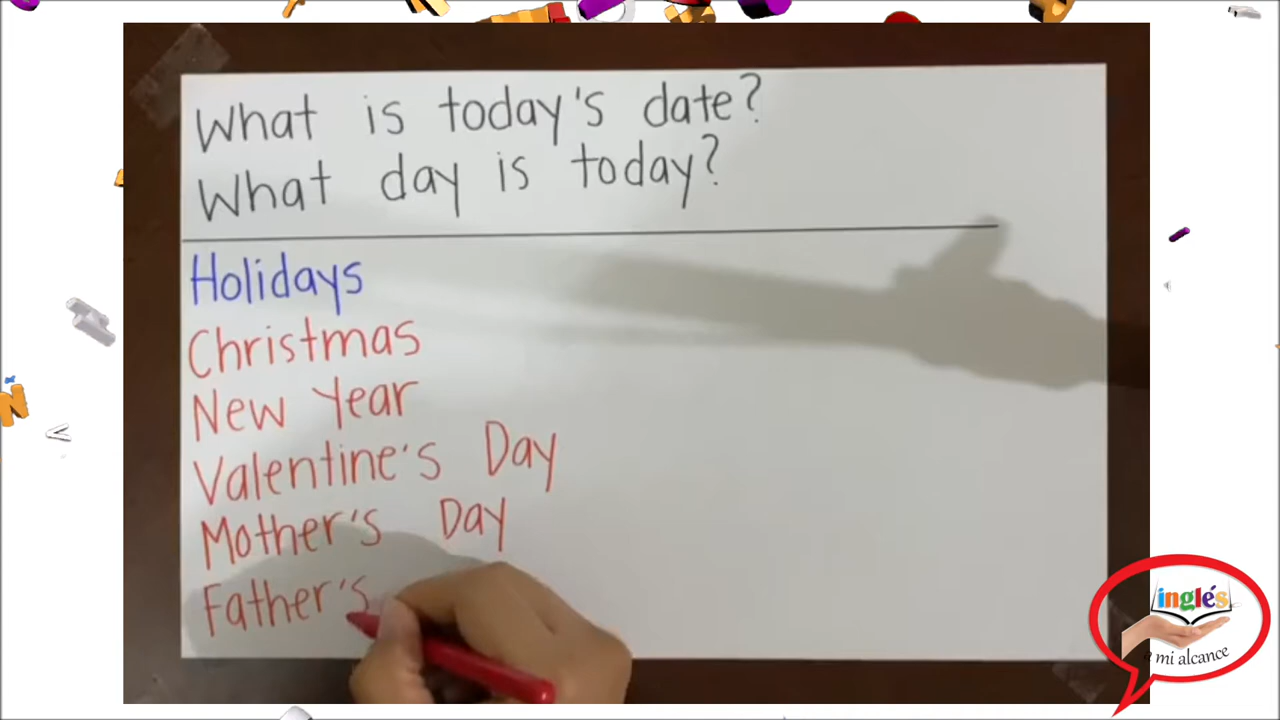 What is today's date?
What day is today?
Holidays
Christmas
New Year
Valentine's Day
Mother's Day
Father's
N
inglés
a mi alcance